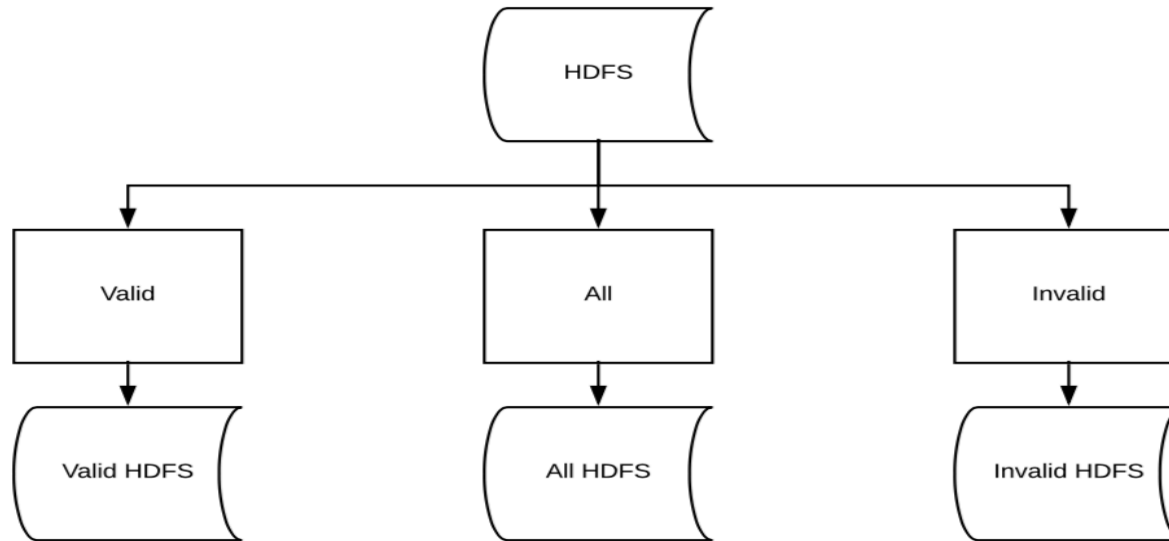 HDFS
Valid
All
Invalid
Valid HDFS
All HDFS
Invalid HDFS